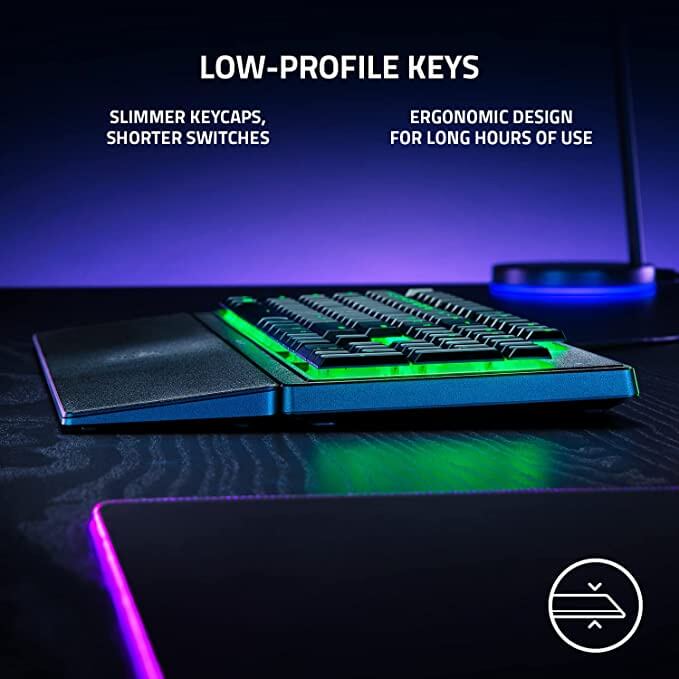 LOW-PROFILE KEYS
SLIMMER KEYCAPS,
SHORTER SWITCHES
ERGONOMIC DESIGN
FOR LONG HOURS OF USE